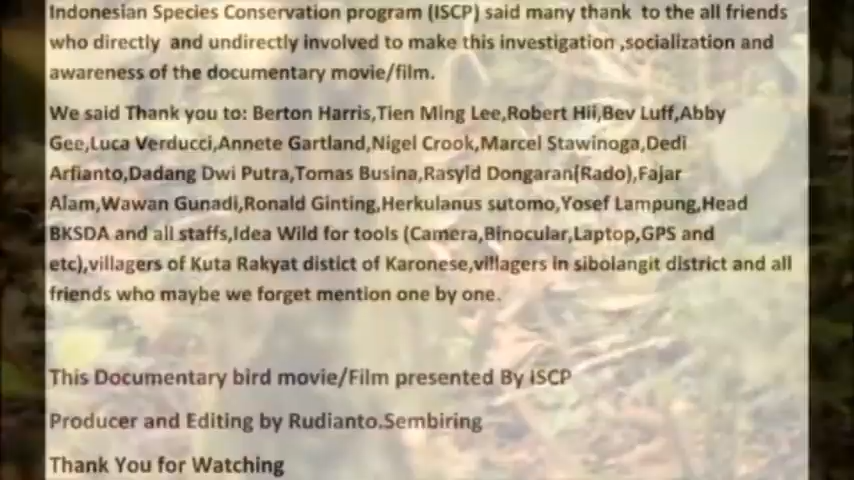 Indonesian Species Conservation program (ISCP) said many thank to the all friends
who directly and undirectly involved to make this investigation ,socialization and
awareness of the documentary movie/film.
We said Thank you to: Berton Harris,Tien Ming Lee,Robert Hii,Bev Luff,Abby
Gee,Luca Verducci,Annete Gartland,Nigel Crook,Marcel Stawinoga,Dedi
Arfianto,Dadang Dwi Putra,Tomas Busina,Rasyid Dongaran(Rado),Fajar
Alam,Wawan Gunadi,Ronald Ginting,Herkulanus sutomo,Yosef Lampung,Head
BKSDA and all staffs,Idea Wild for tools (Camera,Binocular,Laptop,GPS and
etc),villagers of Kuta Rakyat distict of Karonese,villagers in sibolangit district and all
friends who maybe we forget mention one by one.
This Documentary bird movie/Film presented By ISCP
Producer and Editing by Rudianto.Sembiring
Thank You for Watching